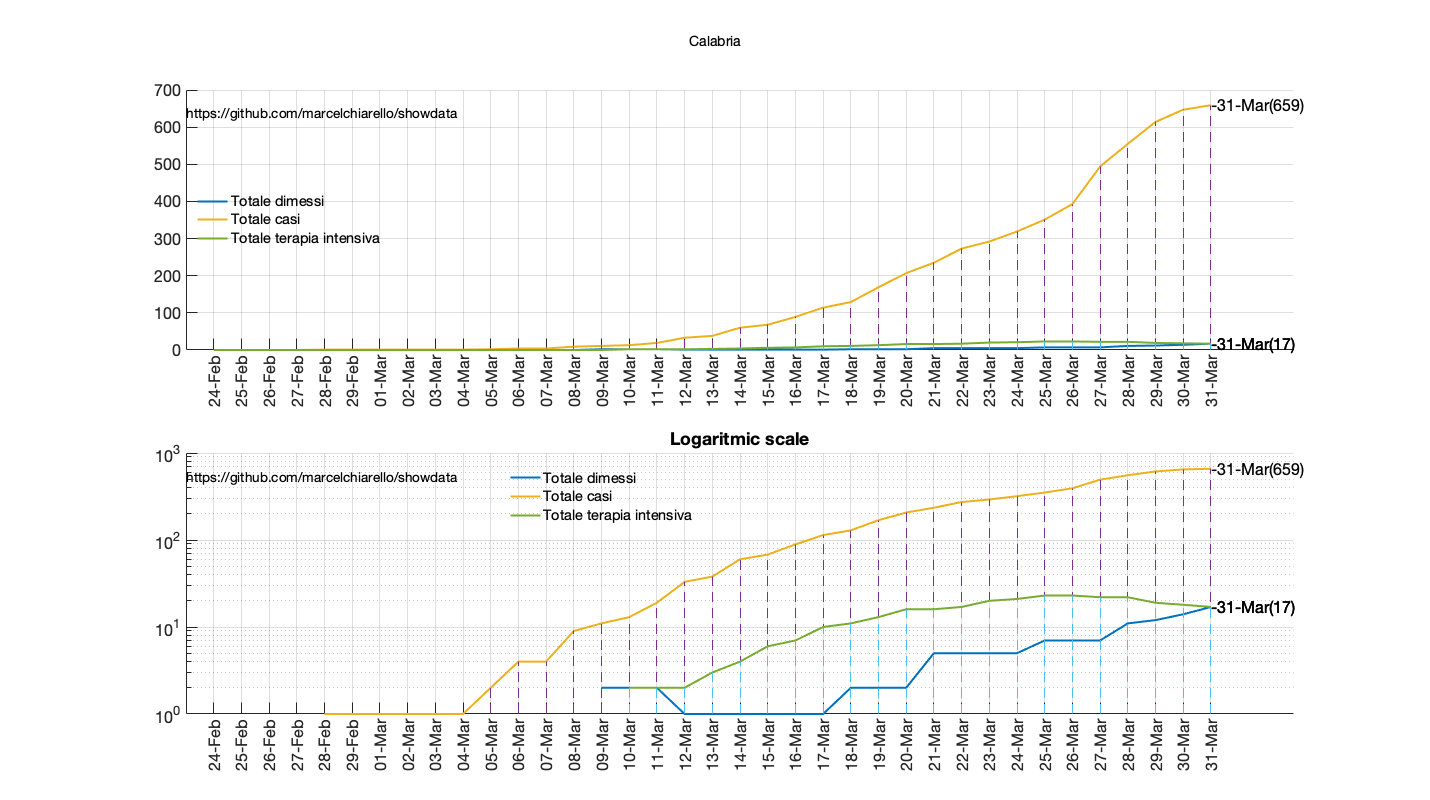 Calabria
700
600
500
400
300
200
100
0
https://github.com/marcelchiarello/showdata
Totale dimessi
Totale casi
Totale terapia intensiva
-31-Mar(659)
-31-Mar(17)
24-Feb
25-Feb
26-Feb
27-Feb
28-Feb
29-Feb
01-Mar
02-Mar
03-Mar
04-Mar
05-Mar
06-Mar
07-Mar
08-Mar
09-Mar
10-Mar
11-Mar
12-Mar
13-Mar
14-Mar
15-Mar
16-Mar
17-Mar
18-Mar
19-Mar
20-Mar
21-Mar
22-Mar
23-Mar
24-Mar
25-Mar
26-Mar
27-Mar
28-Mar
29-Mar
30-Mar
31-Mar
Logaritmic scale
10^3
10^2
10^1
10^0
https://github.com/marcelchiarello/showdata
Totale dimessi
Totale casi
Totale terapia intensiva
-31-Mar(659)
-31-Mar(17)
24-Feb
25-Feb
26-Feb
27-Feb
28-Feb
29-Feb
01-Mar
02-Mar
03-Mar
04-Mar
05-Mar
06-Mar
07-Mar
08-Mar
09-Mar
10-Mar
11-Mar
12-Mar
13-Mar
14-Mar
15-Mar
16-Mar
17-Mar
18-Mar
19-Mar
20-Mar
21-Mar
22-Mar
23-Mar
24-Mar
25-Mar
26-Mar
27-Mar
28-Mar
29-Mar
30-Mar
31-Mar